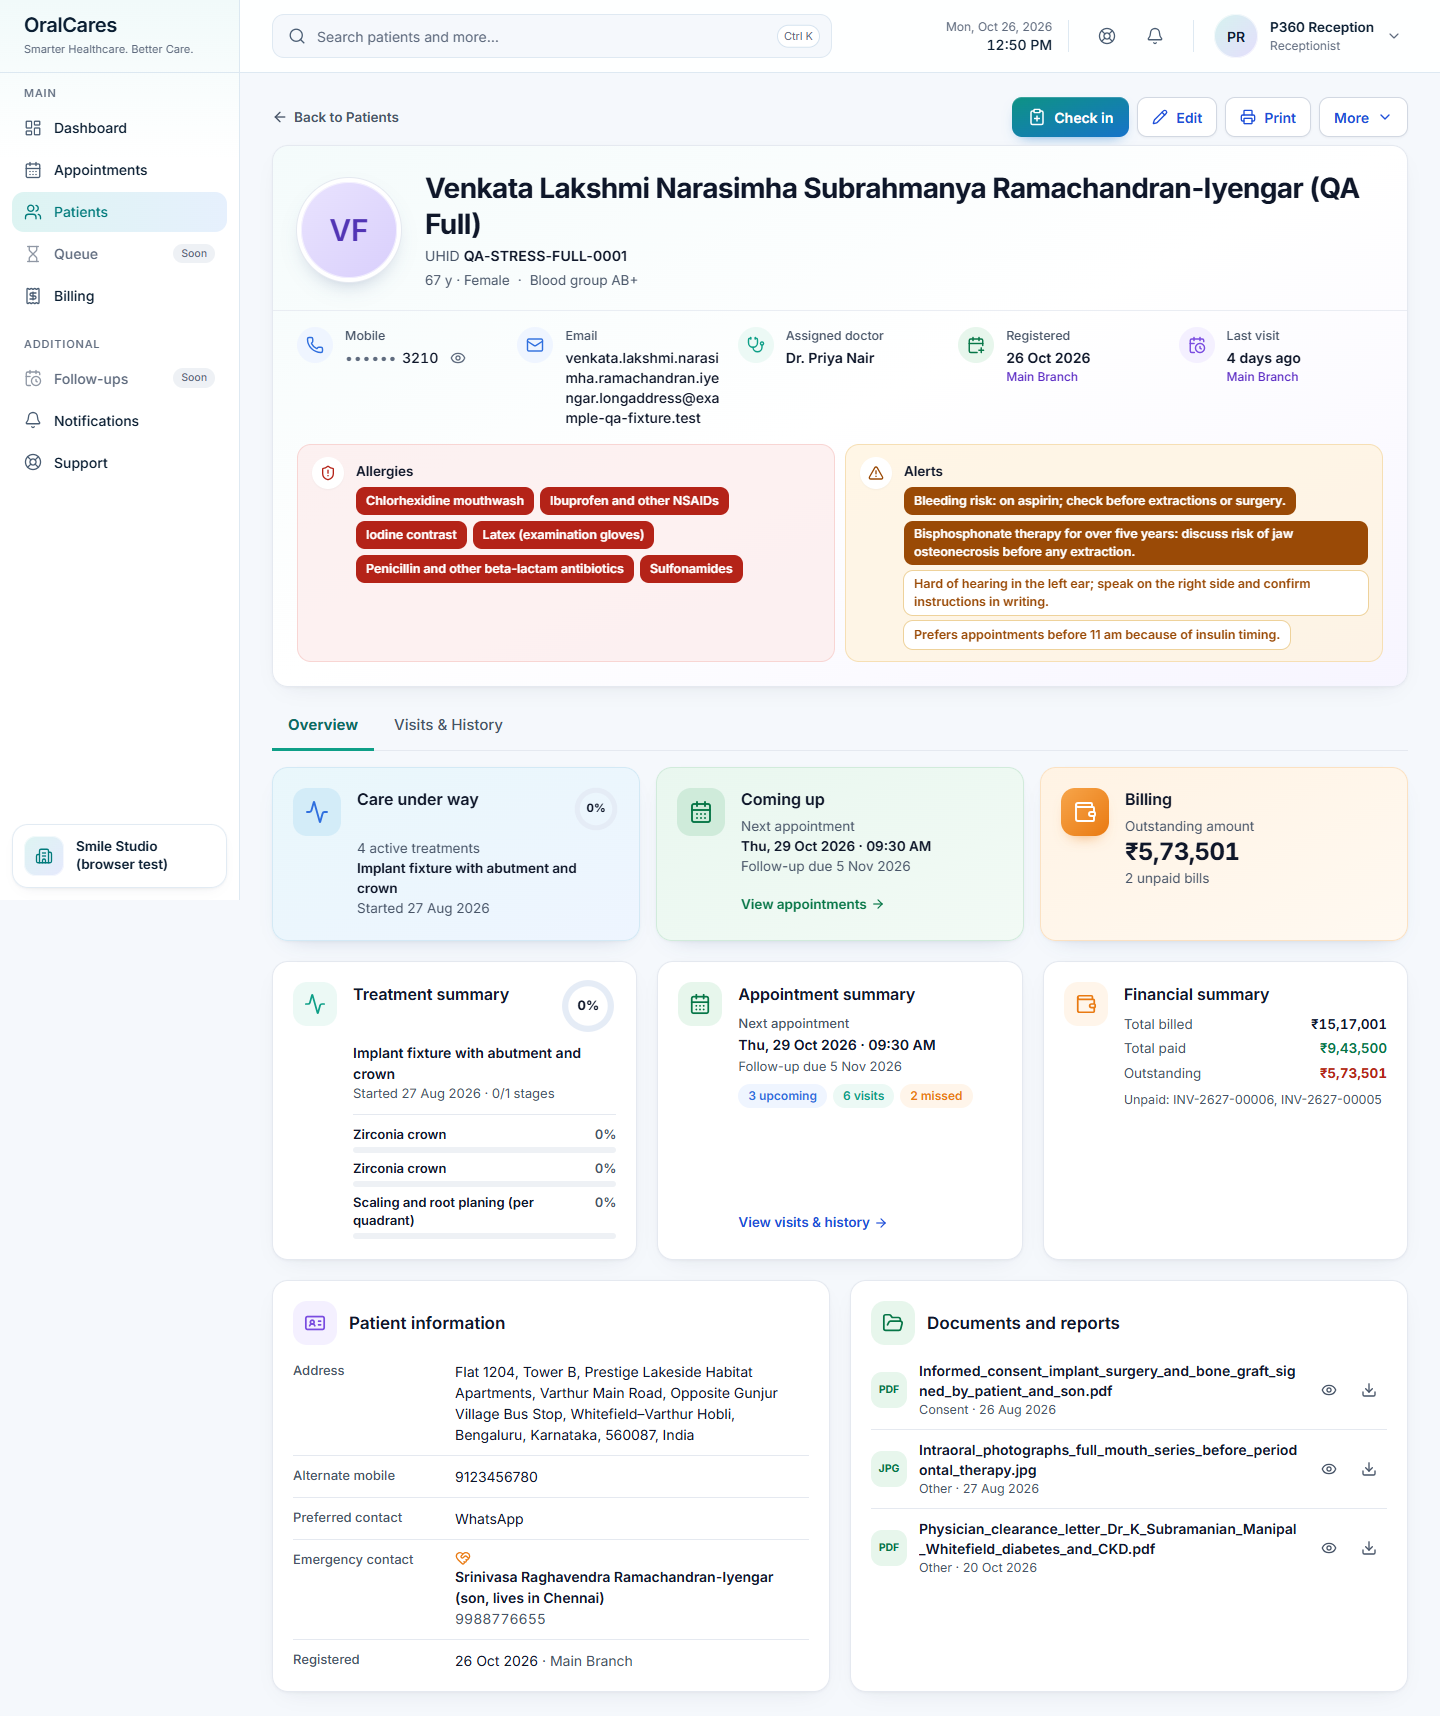 OralCares
Smarter Healthcare. Better Care.
Search patients and more...
Ctrl K
Mon, Oct 26, 2026
12:50 PM
PR
P360 Reception
Receptionist
MAIN
Dashboard
Appointments
Patients
Queue
Soon
Billing
ADDITIONAL
Follow-ups
Soon
Notifications
Support
Smile Studio
(browser test)
Back to Patients
Check in
Edit
Print
More
VF
Venkata Lakshmi Narasimha Subrahmanya Ramachandran-Iyengar (QA
Full)
UHID QA-STRESS-FULL-0001
67 y · Female · Blood group AB+
Mobile
•••••• 3210
Email
venkata.lakshmi.narasi
mha.ramachandran.iye
ngar.longaddress@exa
mple-qa-fixture.test
Assigned doctor
Dr. Priya Nair
Registered
26 Oct 2026
Main Branch
Last visit
4 days ago
Main Branch
Allergies
Chlorhexidine mouthwash
Ibuprofen and other NSAIDs
Iodine contrast
Latex (examination gloves)
Penicillin and other beta-lactam antibiotics
Sulfonamides
Alerts
Bleeding risk: on aspirin; check before extractions or surgery.
Bisphosphonate therapy for over five years: discuss risk of jaw
osteonecrosis before any extraction.
Hard of hearing in the left ear; speak on the right side and confirm
instructions in writing.
Prefers appointments before 11 am because of insulin timing.
Overview
Visits & History
Care under way
0%
4 active treatments
Implant fixture with abutment and
crown
Started 27 Aug 2026
Coming up
Next appointment
Thu, 29 Oct 2026 · 09:30 AM
Follow-up due 5 Nov 2026
View appointments →
Billing
Outstanding amount
₹5,73,501
2 unpaid bills
Treatment summary
0%
Implant fixture with abutment and
crown
Started 27 Aug 2026 · 0/1 stages
Zirconia crown 0%
Zirconia crown 0%
Scaling and root planing (per 0%
quadrant)
Appointment summary
Next appointment
Thu, 29 Oct 2026 · 09:30 AM
Follow-up due 5 Nov 2026
3 upcoming
6 visits
2 missed
View visits & history →
Financial summary
Total billed ₹15,17,001
Total paid ₹9,43,500
Outstanding ₹5,73,501
Unpaid: INV-2627-00006, INV-2627-00005
Patient information
Address
Flat 1204, Tower B, Prestige Lakeside Habitat
Apartments, Varthur Main Road, Opposite Gunjur
Village Bus Stop, Whitefield–Varthur Hobli,
Bengaluru, Karnataka, 560087, India
Alternate mobile
9123456780
Preferred contact
WhatsApp
Emergency contact
Srinivasa Raghavendra Ramachandran-Iyengar
(son, lives in Chennai)
9988776655
Registered
26 Oct 2026 · Main Branch
Documents and reports
PDF
Informed_consent_implant_surgery_and_bone_graft_sig
ned_by_patient_and_son.pdf
Consent · 26 Aug 2026
JPG
Intraoral_photographs_full_mouth_series_before_period
ontal_therapy.jpg
Other · 27 Aug 2026
PDF
Physician_clearance_letter_Dr_K_Subramanian_Manipal
_Whitefield_diabetes_and_CKD.pdf
Other · 20 Oct 2026